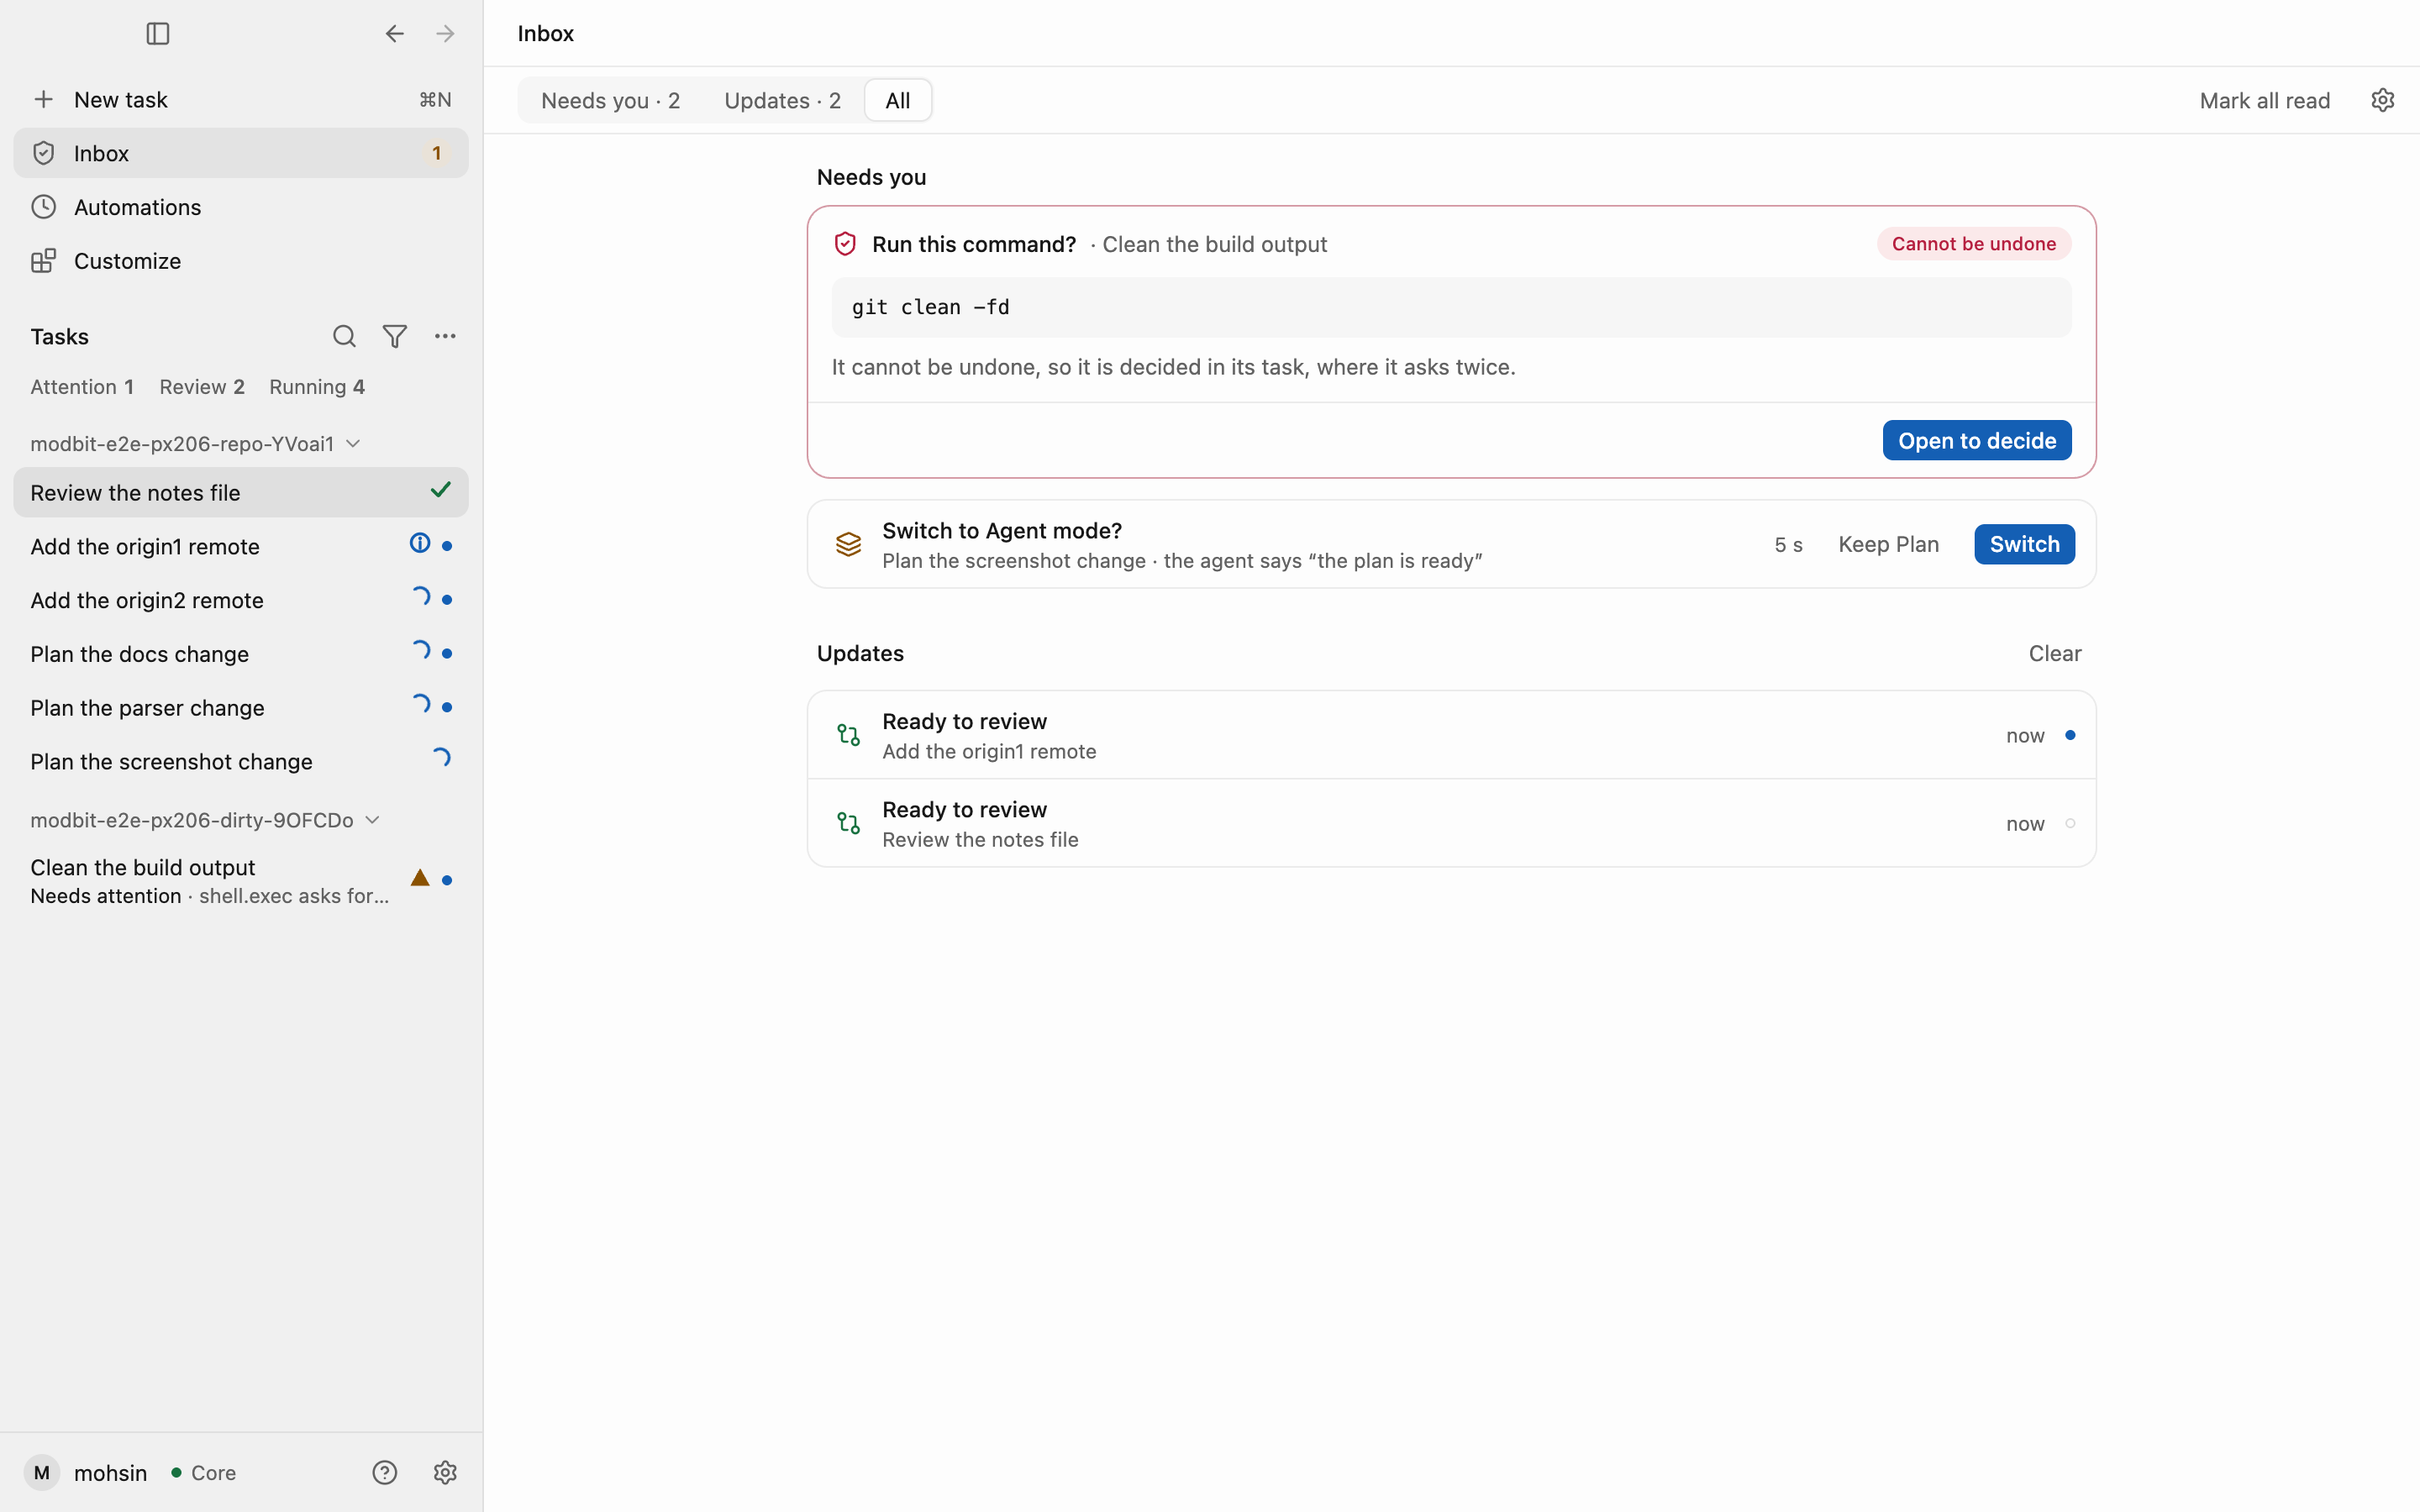 New task ⌘N
Inbox 1
Automations
Customize
Tasks
Attention 1 Review 2 Running 4
modbit-e2e-px206-repo-YVoai1
Review the notes file
Add the origin1 remote
Add the origin2 remote
Plan the docs change
Plan the parser change
Plan the screenshot change
modbit-e2e-px206-dirty-9OFCDo
Clean the build output
Needs attention · shell.exec asks for…
M mohsin Core
Inbox
Needs you · 2 Updates · 2 All Mark all read
Needs you
Run this command? · Clean the build output Cannot be undone
git clean -fd
It cannot be undone, so it is decided in its task, where it asks twice.
Open to decide
Switch to Agent mode?
Plan the screenshot change · the agent says “the plan is ready”
5 s Keep Plan Switch
Updates Clear
Ready to review
Add the origin1 remote
now
Ready to review
Review the notes file
now